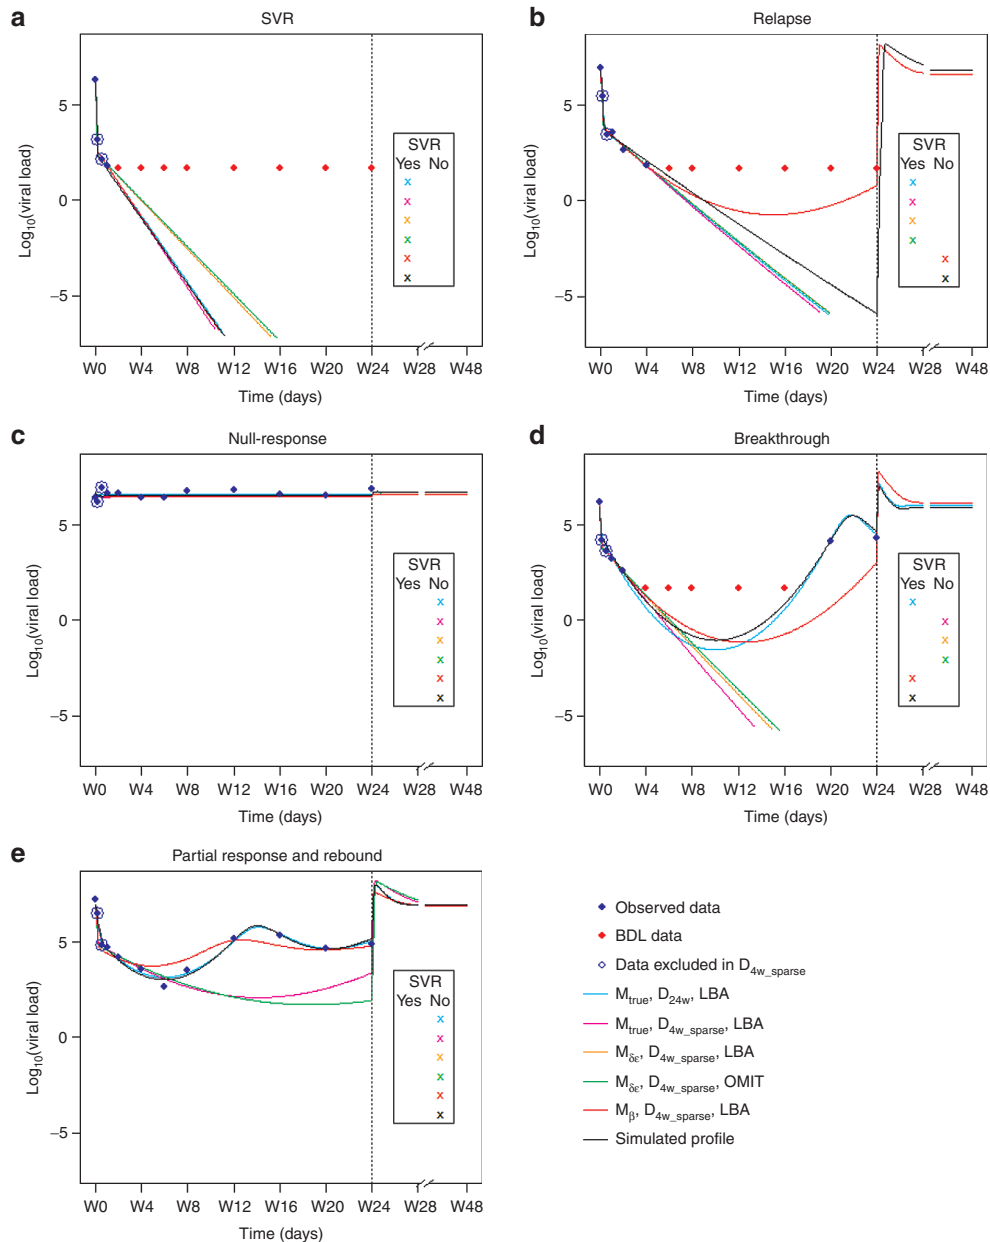 a
SVR
5
0
−5
Log10(viral load)
SVR
Yes No
x
x
x
x
x
x
W0 W4 W8 W12 W16 W20 W24 W28 W48
Time (days)
b
Relapse
5
0
−5
Log10(viral load)
SVR
Yes No
x
x
x
x
x
x
W0 W4 W8 W12 W16 W20 W24 W28 W48
Time (days)
c
Null-response
5
0
−5
Log10(viral load)
SVR
Yes No
x
x
x
x
x
x
W0 W4 W8 W12 W16 W20 W24 W28 W48
Time (days)
d
Breakthrough
5
0
−5
Log10(viral load)
SVR
Yes No
x
x
x
x
x
x
W0 W4 W8 W12 W16 W20 W24 W28 W48
Time (days)
e
Partial response and rebound
5
0
−5
Log10(viral load)
SVR
Yes No
x
x
x
x
x
x
W0 W4 W8 W12 W16 W20 W24 W28 W48
Time (days)
Observed data
BDL data
Data excluded in D4w_sparse
Mtrue, D24w, LBA
Mtrue, D4w_sparse, LBA
Mδε, D4w_sparse, LBA
Mδε, D4w_sparse, OMIT
Mβ, D4w_sparse, LBA
Simulated profile